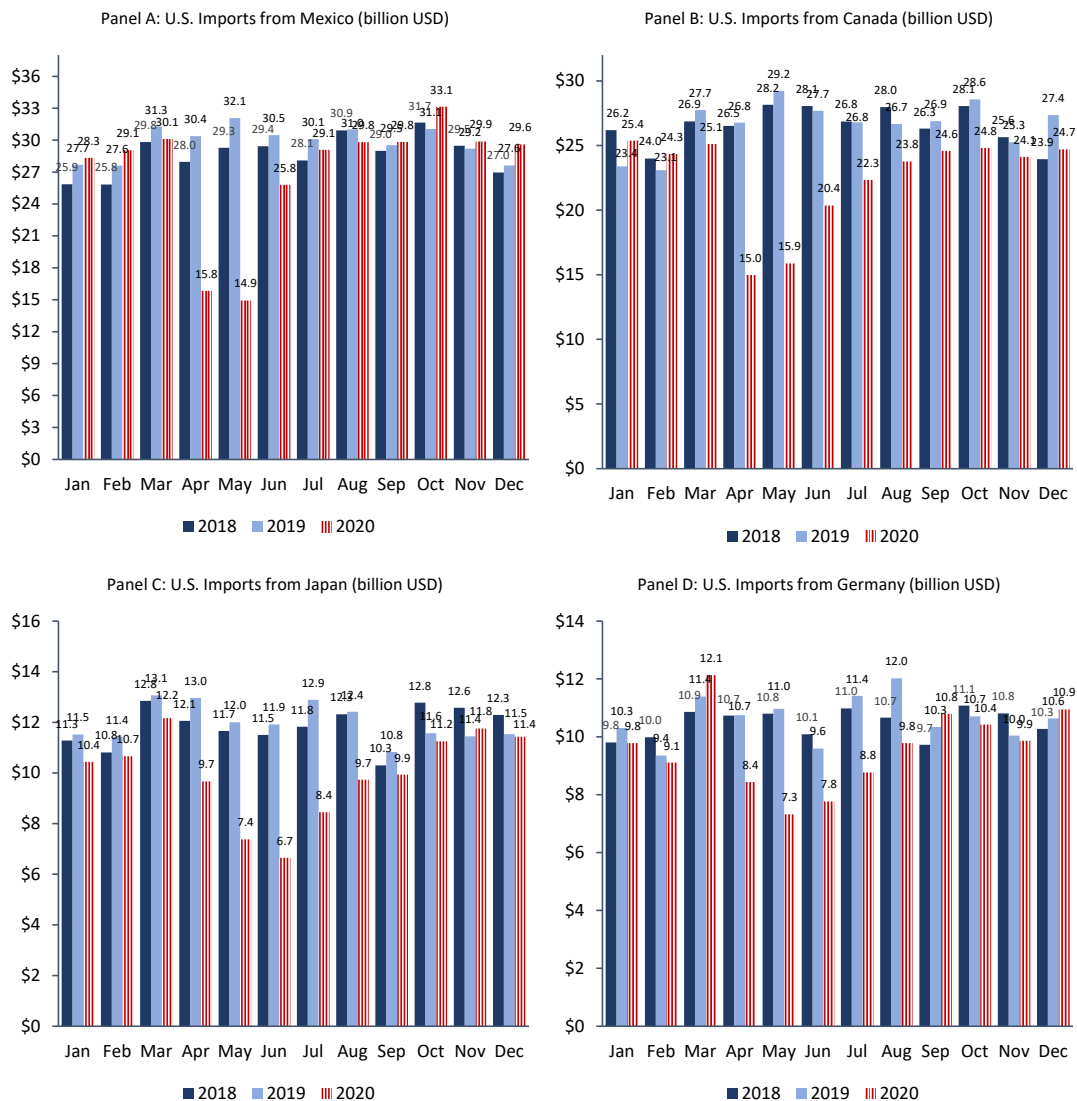 Panel A: U.S. Imports from Mexico (billion USD)
$36
$33
$30
$27
$24
$21
$18
$15
$12
$9
$6
$3
$0
25.9 25.8 29.8 28.0 29.3 29.4 28.1 30.9 29.0 31.7 29.5 27.0
27.7 27.6 31.3 30.4 32.1 30.5 30.1 31.0 29.5 31.1 29.2 27.6
28.3 29.1 30.1 15.8 14.9 25.8 29.1 29.8 29.8 33.1 29.9 29.6
Jan Feb Mar Apr May Jun Jul Aug Sep Oct Nov Dec
2018 2019 2020
Panel B: U.S. Imports from Canada (billion USD)
$30
$25
$20
$15
$10
$5
$0
26.2 24.0 26.9 26.5 28.2 28.1 26.8 28.0 26.3 28.1 25.6 23.9
23.4 23.1 27.7 26.8 29.2 27.7 26.8 26.7 26.9 28.6 25.3 27.4
25.4 24.3 25.1 15.0 15.9 20.4 22.3 23.8 24.6 24.8 24.1 24.7
Jan Feb Mar Apr May Jun Jul Aug Sep Oct Nov Dec
2018 2019 2020
Panel C: U.S. Imports from Japan (billion USD)
$16
$14
$12
$10
$8
$6
$4
$2
$0
11.3 10.8 12.8 12.1 11.7 11.5 11.8 12.3 10.3 12.8 12.6 12.3
11.5 11.4 13.1 13.0 12.0 11.9 12.9 12.4 10.8 11.6 11.4 11.5
10.4 10.7 12.2 9.7 7.4 6.7 8.4 9.7 9.9 11.2 11.8 11.4
Jan Feb Mar Apr May Jun Jul Aug Sep Oct Nov Dec
2018 2019 2020
Panel D: U.S. Imports from Germany (billion USD)
$14
$12
$10
$8
$6
$4
$2
$0
9.8 10.0 10.9 10.7 10.8 10.1 11.0 10.7 9.7 11.1 10.8 10.3
10.3 9.4 11.4 10.7 11.0 9.6 11.4 12.0 10.3 10.7 10.0 10.6
9.8 9.1 12.1 8.4 7.3 7.8 8.8 9.8 10.8 10.4 9.9 10.9
Jan Feb Mar Apr May Jun Jul Aug Sep Oct Nov Dec
2018 2019 2020